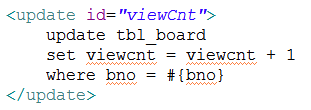 <update id="viewCnt">
    update tbl_board
    set viewcnt = viewcnt + 1
    where bno = #{bno}
</update>